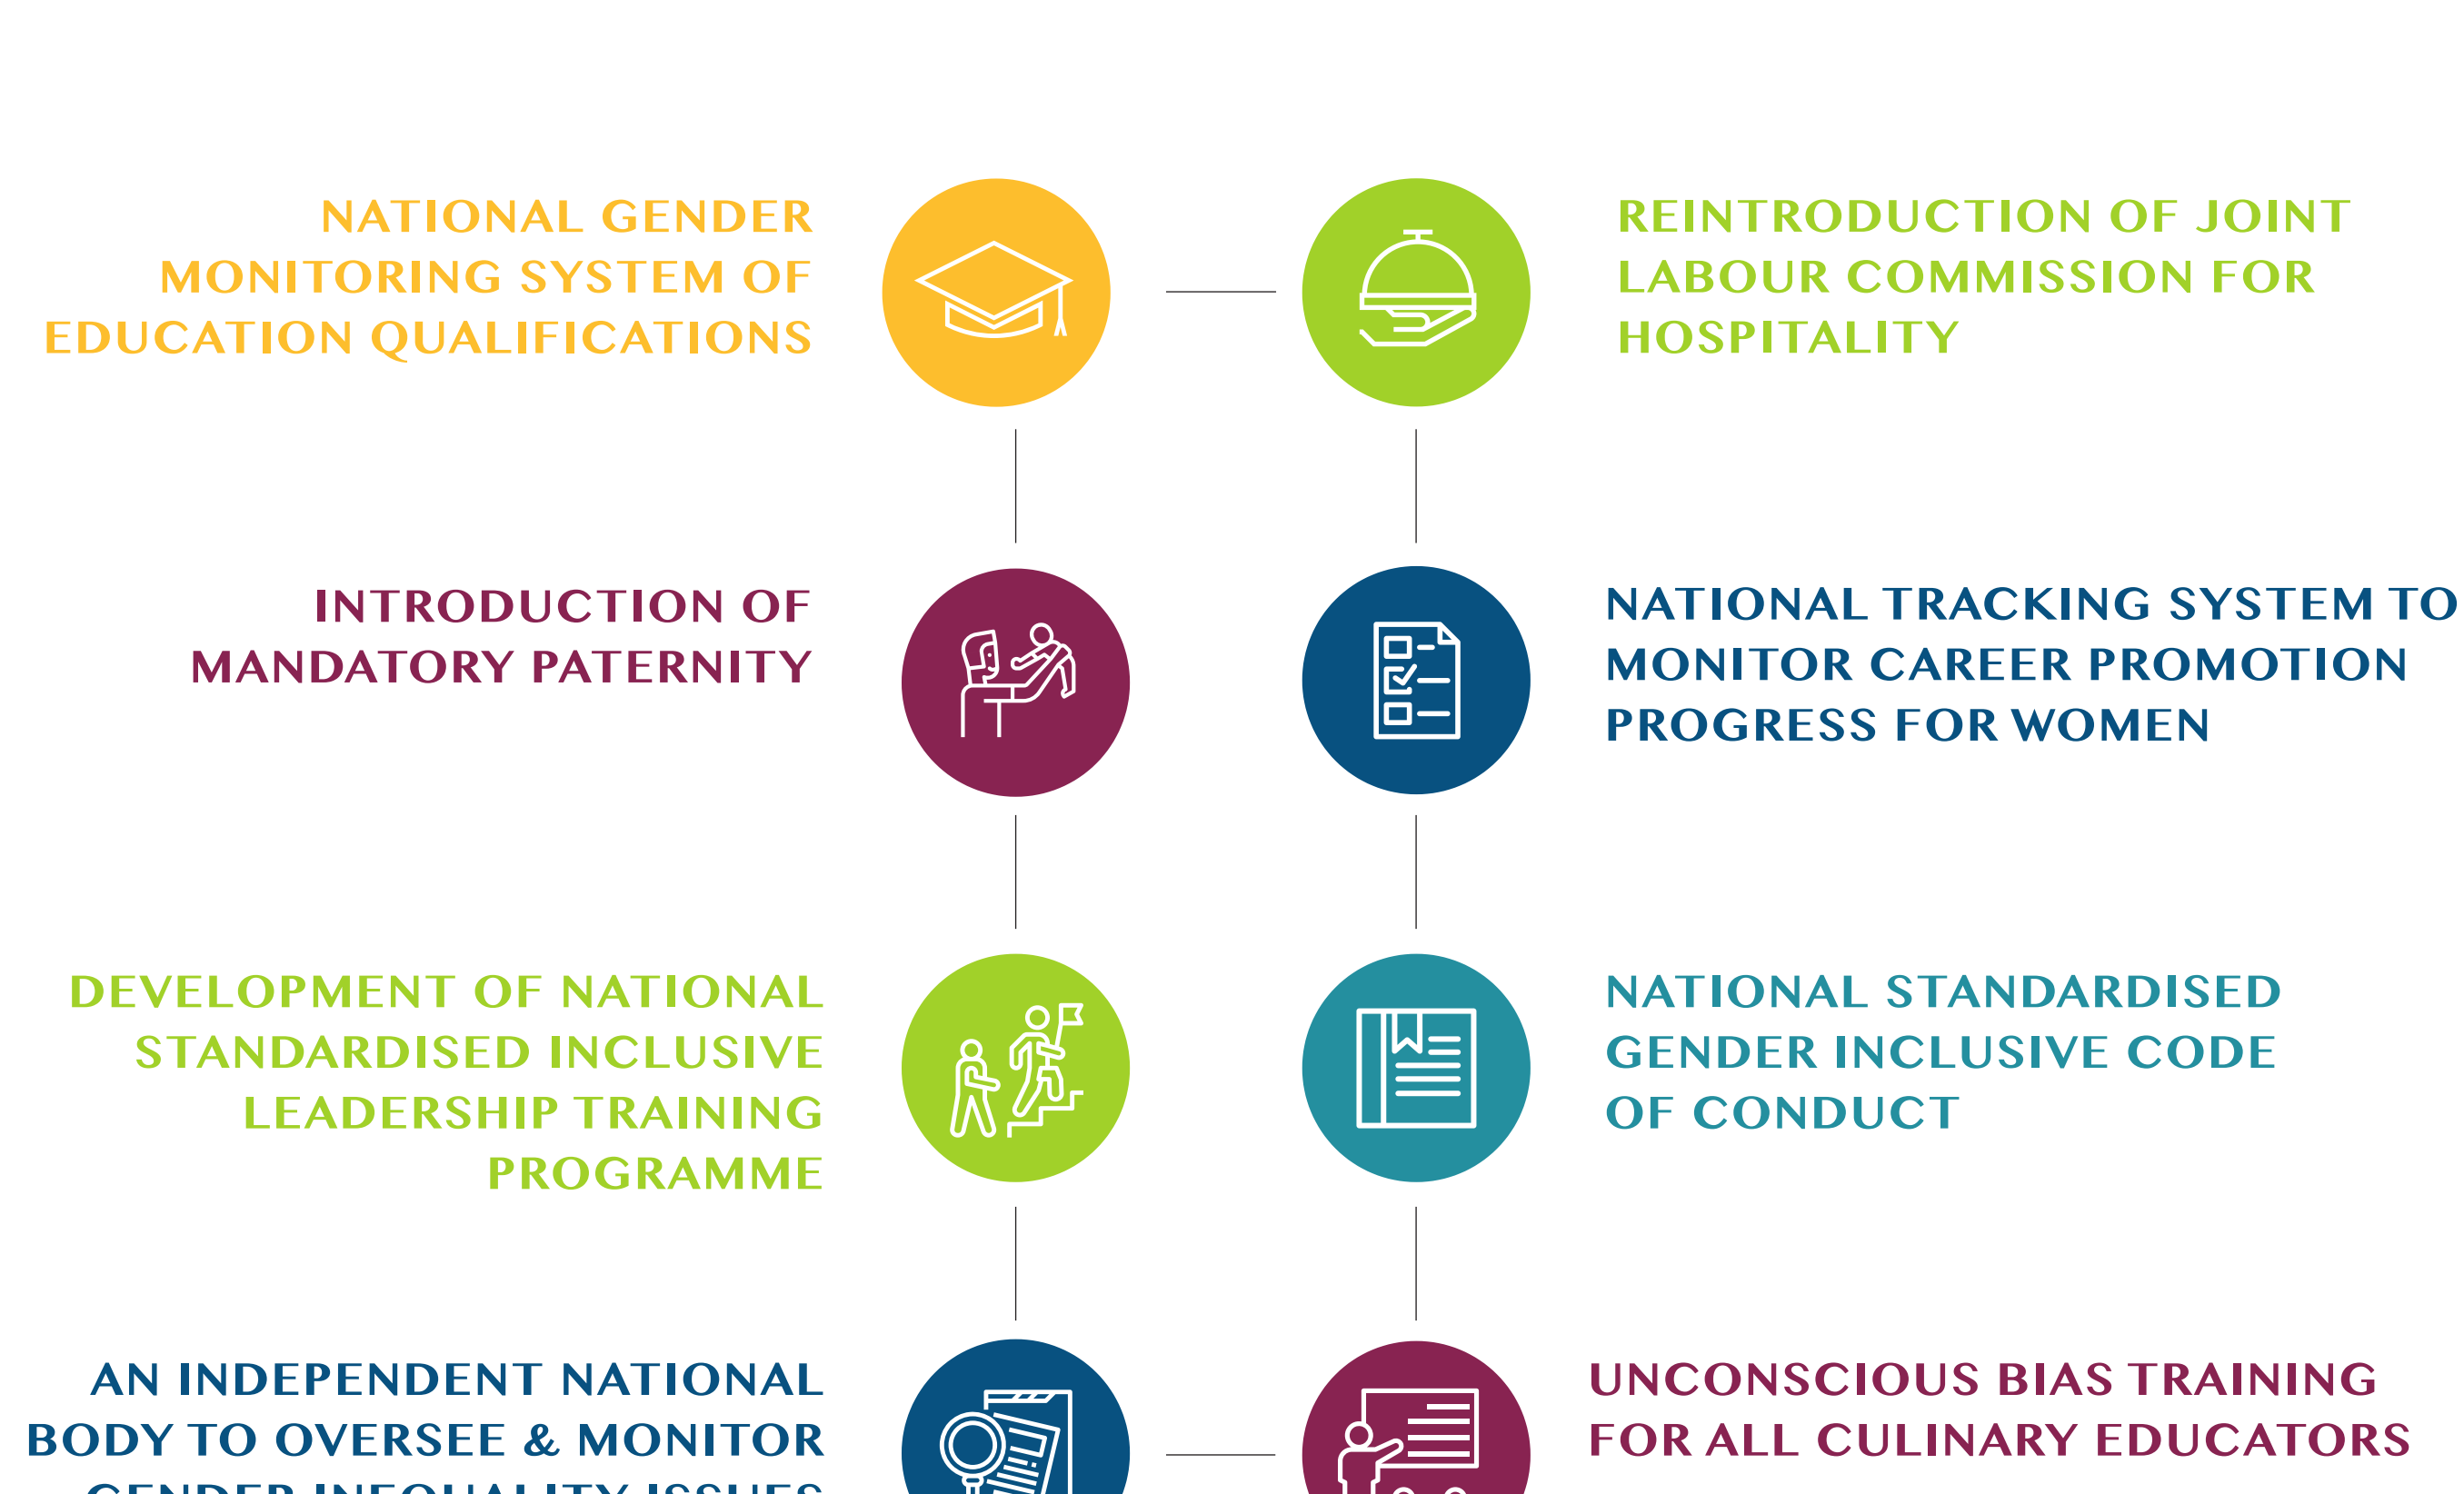 NATIONAL GENDER
MONITORING SYSTEM OF
EDUCATION QUALIFICATIONS
REINTRODUCTION OF JOINT
LABOUR COMMISSION FOR
HOSPITALITY
INTRODUCTION OF
MANDATORY PATERNITY
NATIONAL TRACKING SYSTEM TO
MONITOR CAREER PROMOTION
PROGRESS FOR WOMEN
DEVELOPMENT OF NATIONAL
STANDARDISED INCLUSIVE
LEADERSHIP TRAINING
PROGRAMME
NATIONAL STANDARDISED
GENDER INCLUSIVE CODE
OF CONDUCT
AN INDEPENDENT NATIONAL
BODY TO OVERSEE & MONITOR
GENDER INEQUALITY ISSUES
UNCONSCIOUS BIAS TRAINING
FOR ALL CULINARY EDUCATORS